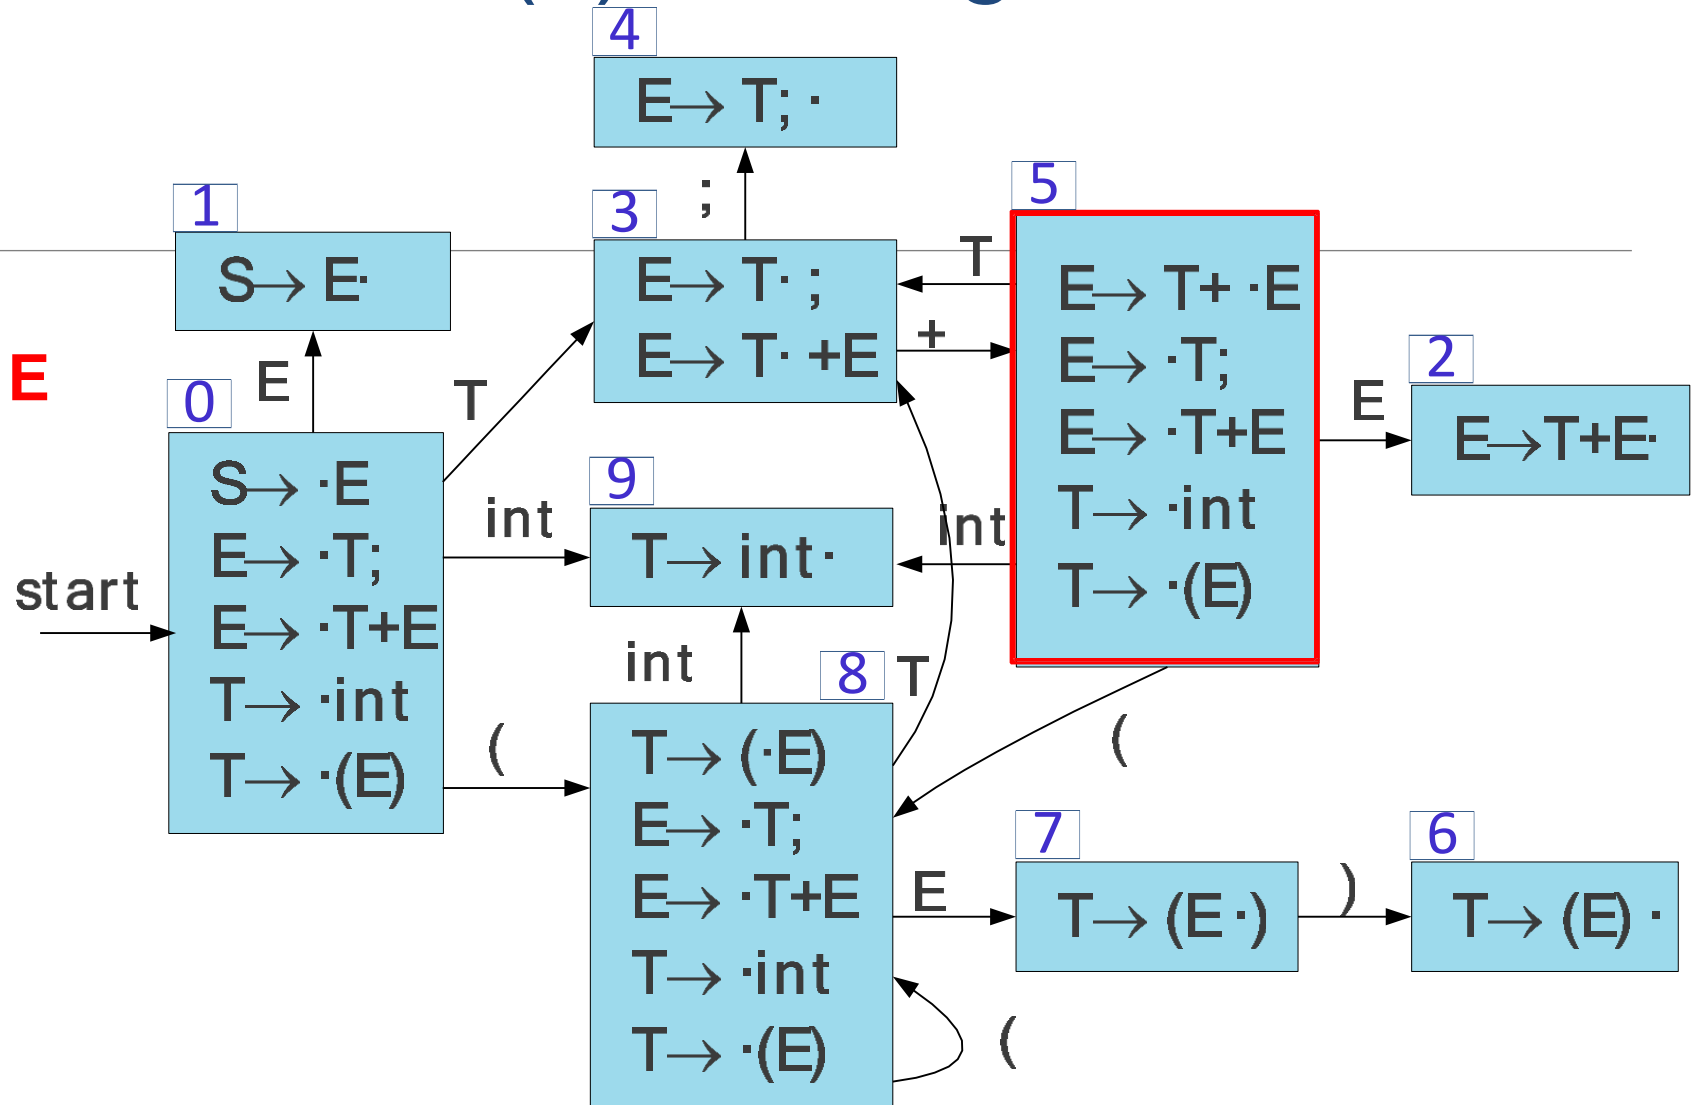 4
E→ T; ·
;
1
S→ E·
3
E→ T· ;
E→ T· +E
T
+
5
E→ T+ ·E
E→ ·T;
E→ ·T+E
T→ ·int
T→ ·(E)
E
2
E→T+E·
E
0
E
T
S→ ·E
E→ ·T;
E→ ·T+E
T→ ·int
T→ ·(E)
start
int
9
T→ int ·
int
int
(
8
T
T→ (·E)
E→ ·T;
E→ ·T+E
T→ ·int
T→ ·(E)
(
E
7
T→ (E ·)
)
6
T→ (E) ·
(